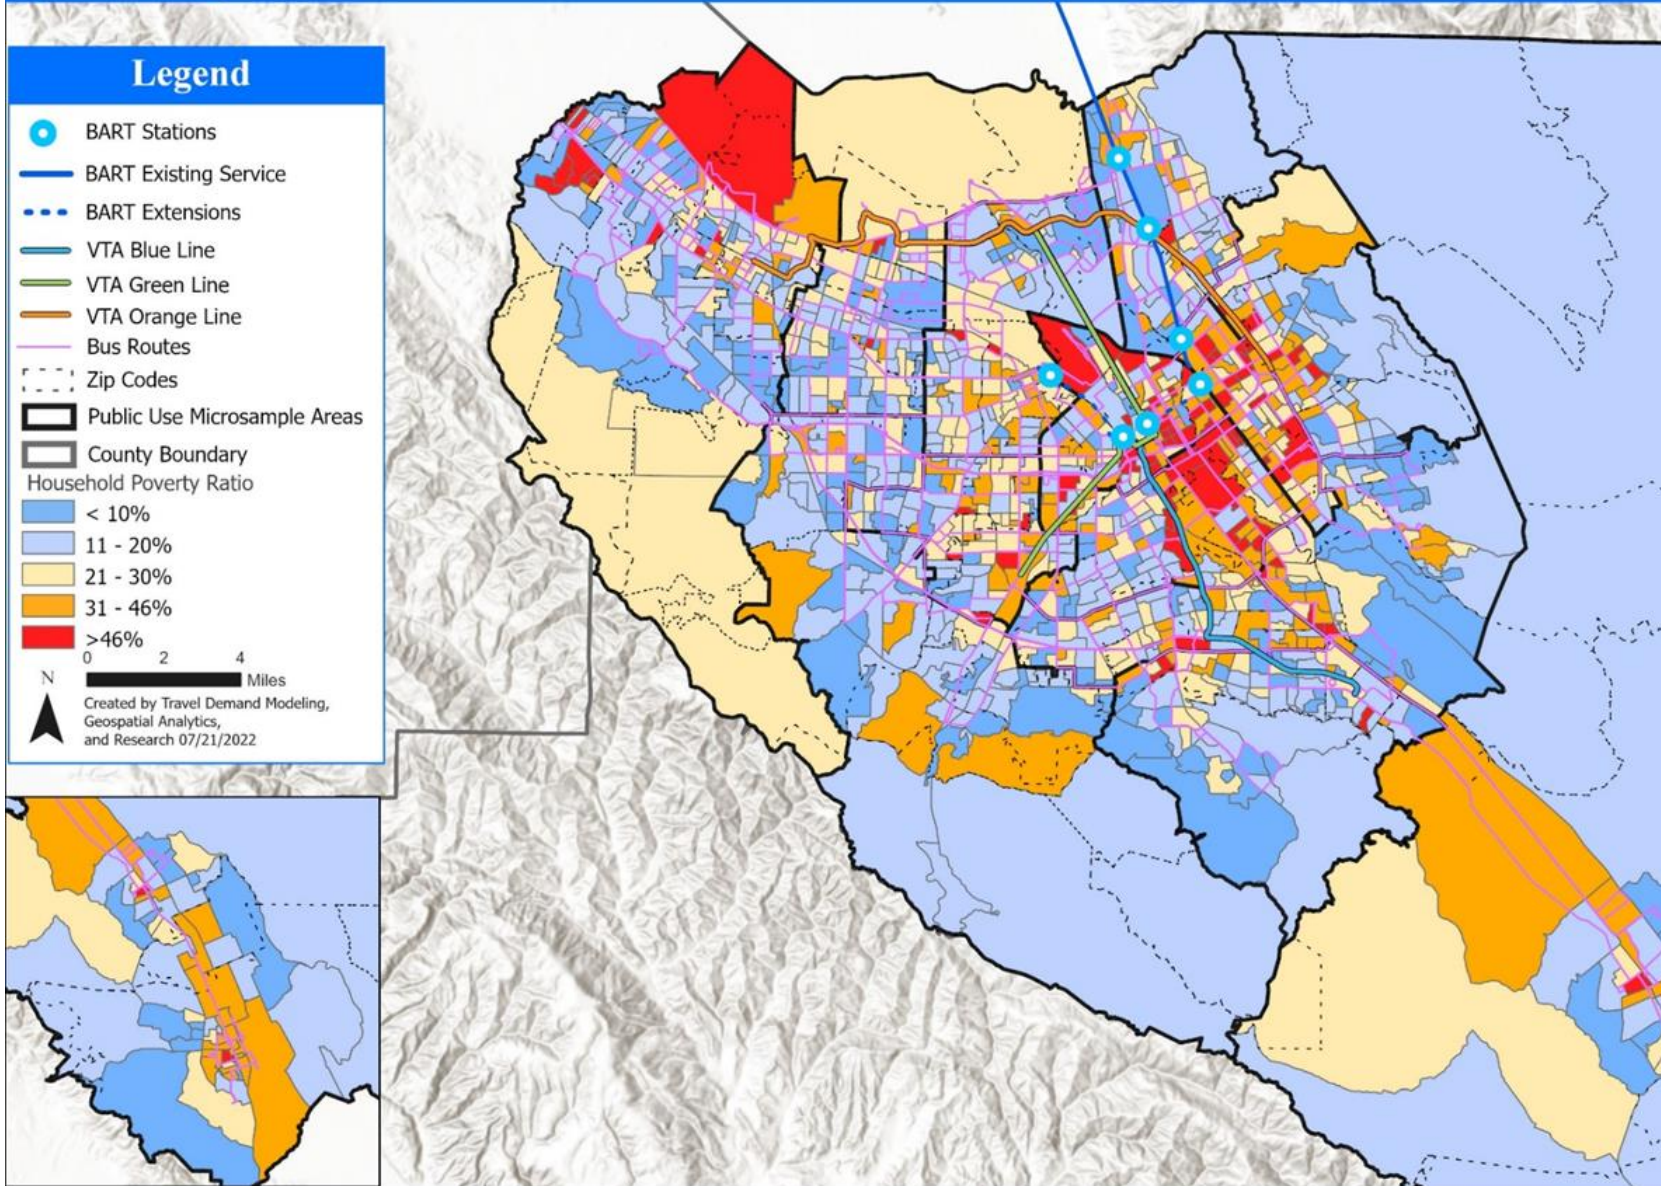 Legend
BART Stations
BART Existing Service
BART Extensions
VTA Blue Line
VTA Green Line
VTA Orange Line
Bus Routes
Zip Codes
Public Use Microsample Areas
County Boundary
Household Poverty Ratio
< 10%
11 - 20%
21 - 30%
31 - 46%
>46%
0 2 4
Miles
N
Created by Travel Demand Modeling,
Geospatial Analytics,
and Research 07/21/2022